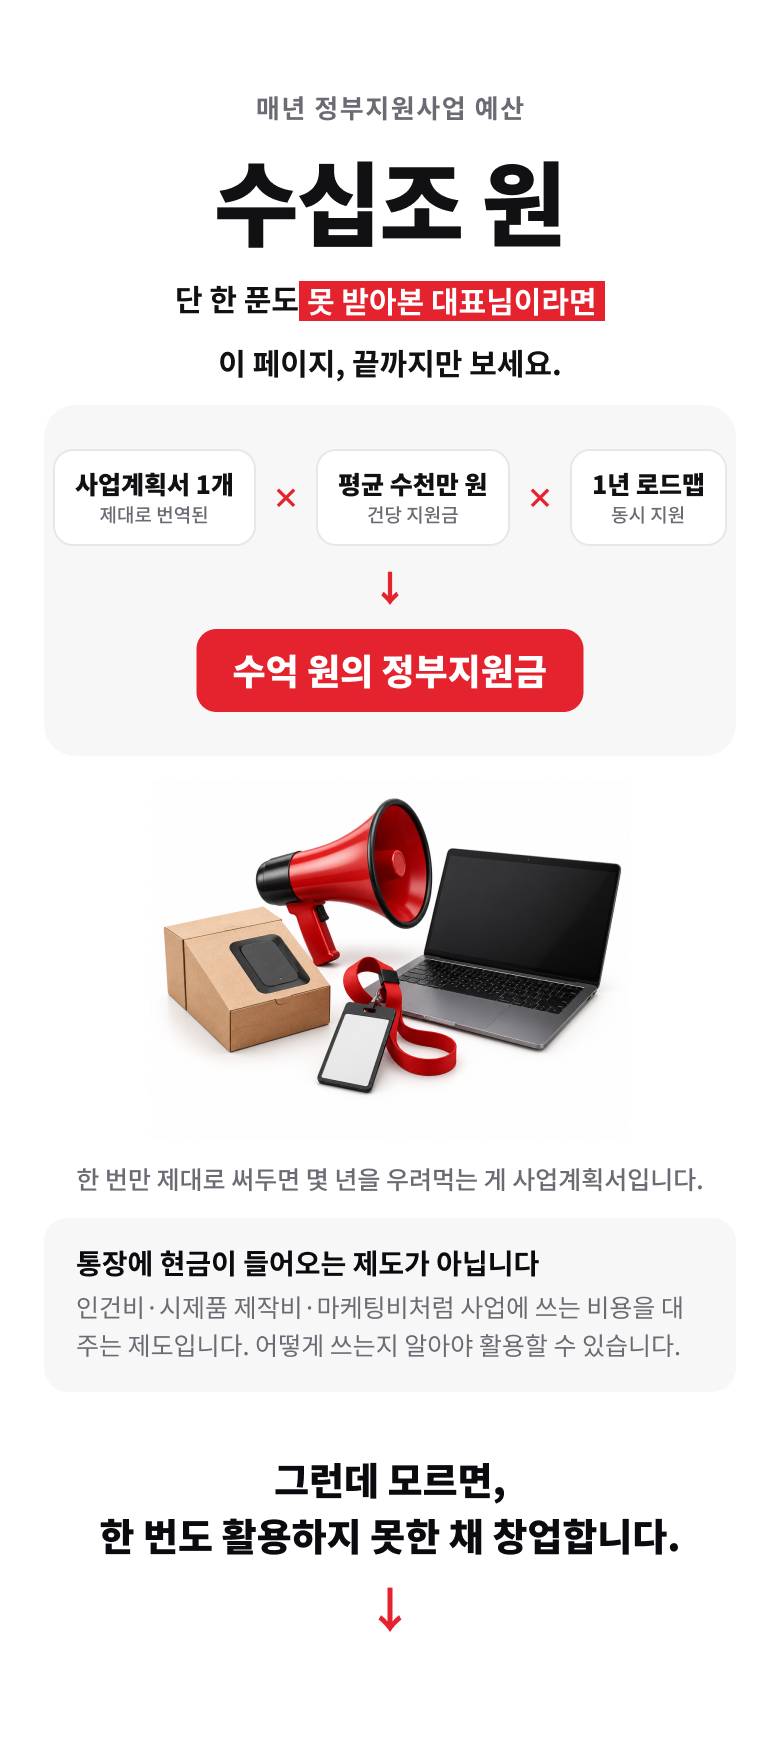 매년 정부지원사업 예산
수십조 원
단 한 푼도 못 받아본 대표님이라면
이 페이지, 끝까지만 보세요.
사업계획서 1개 × 평균 수천만 원 × 1년 로드맵
제대로 번역된 건당 지원금 동시 지원
↓
수억 원의 정부지원금
한 번만 제대로 써두면 몇 년을 우려먹는 게 사업계획서입니다.
통장에 현금이 들어오는 제도가 아닙니다
인건비·시제품 제작비·마케팅비처럼 사업에 쓰는 비용을 대
주는 제도입니다. 어떻게 쓰는지 알아야 활용할 수 있습니다.
그런데 모르면,
한 번도 활용하지 못한 채 창업합니다.
↓